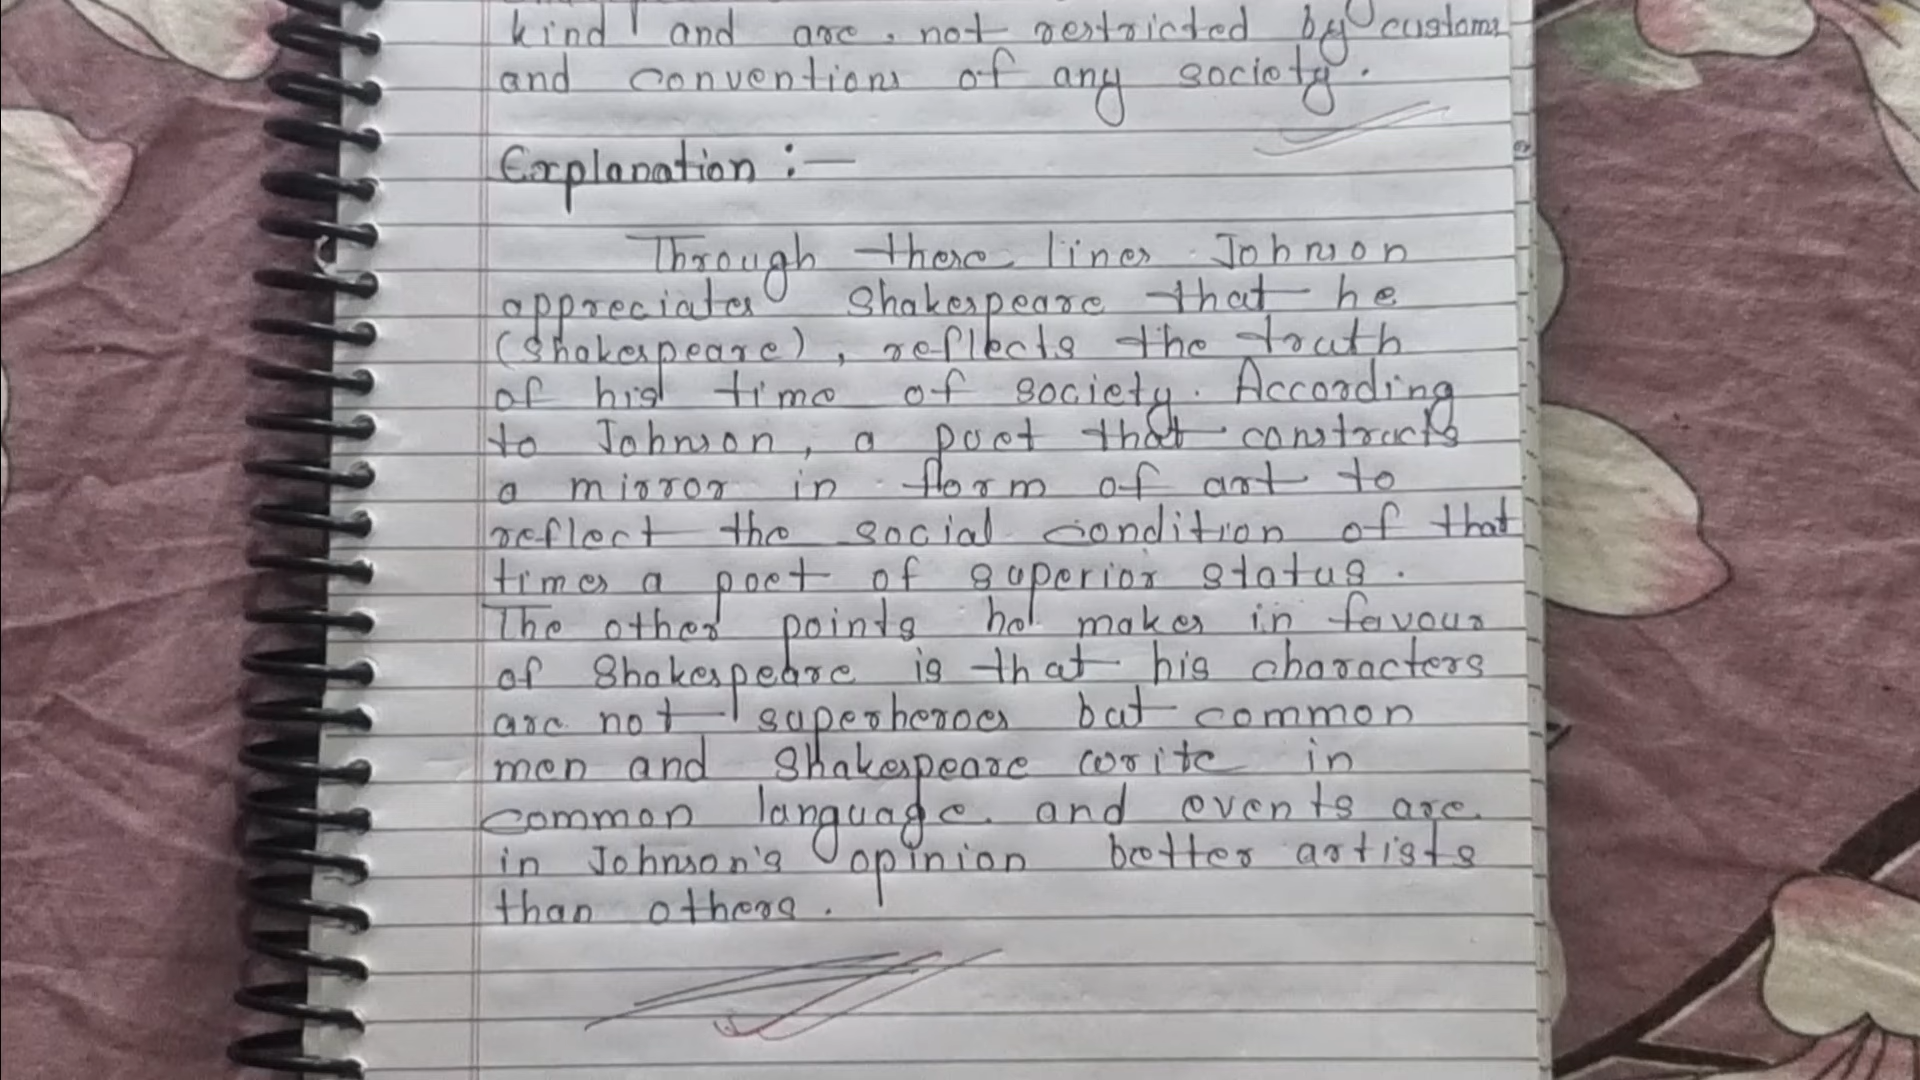 kind and are not restricted by customs
and conventions of any society.
Explanation :-
Through these lines Johnson
appreciates Shakespeare that he
(Shakespeare), reflects the truth
of his time of society. According
to Johnson, a poet that constructs
a mirror in form of art to
reflect the social condition of that
times a poet of superior status.
The other points he makes in favour
of Shakespeare is that his characters
are not superheroes but common
men and Shakespeare write in
common language and events are
in Johnson's opinion better artists
than others.